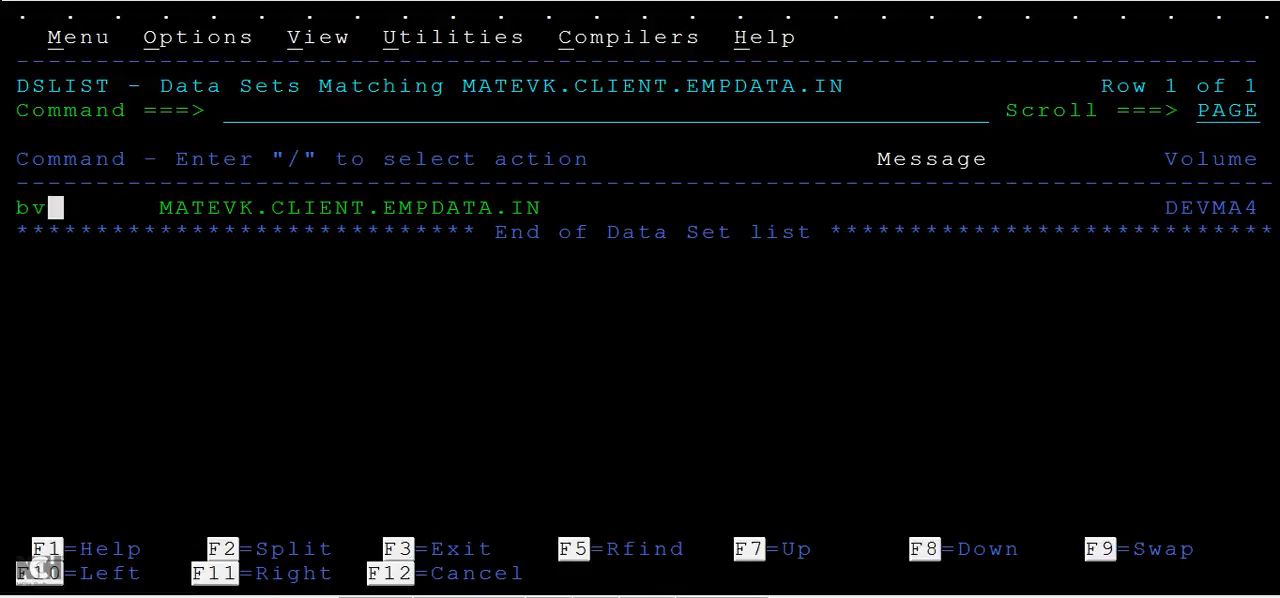 Menu Options View Utilities Compilers Help
DSLIST - Data Sets Matching MATEVK.CLIENT.EMPDATA.IN Row 1 of 1
Command ===> Scroll ===> PAGE
Command - Enter "/" to select action Message Volume
bv MATEVK.CLIENT.EMPDATA.IN DEVMA4
***************************** End of Data Set list ****************************
F1=Help F2=Split F3=Exit F5=Rfind F7=Up F8=Down F9=Swap
F10=Left F11=Right F12=Cancel